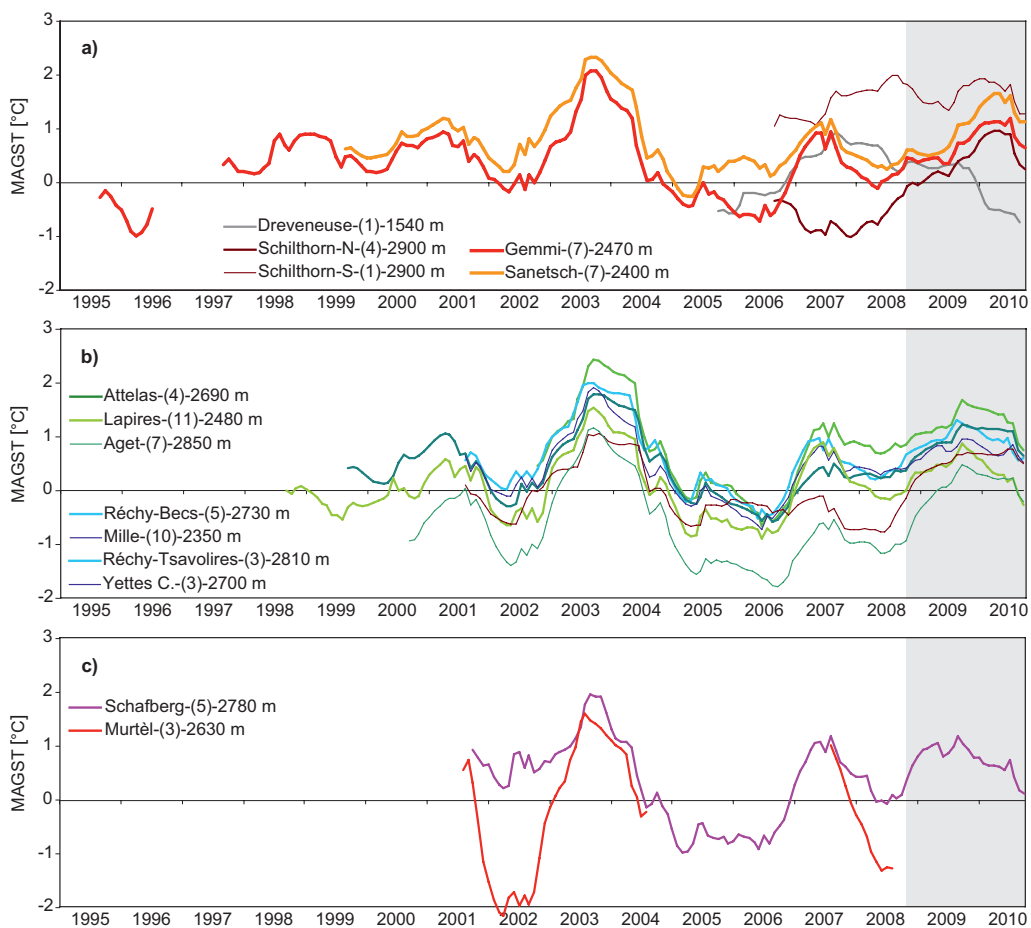 3
2
1
0
-1
-2
MAGST [°C]
a)
Dreveneuse-(1)-1540 m
Schilthorn-N-(4)-2900 m
Schilthorn-S-(1)-2900 m
Gemmi-(7)-2470 m
Sanetsch-(7)-2400 m
1995 1996 1997 1998 1999 2000 2001 2002 2003 2004 2005 2006 2007 2008 2009 2010
3
2
1
0
-1
-2
MAGST [°C]
b)
Attelas-(4)-2690 m
Lapires-(11)-2480 m
Aget-(7)-2850 m
Réchy-Becs-(5)-2730 m
Mille-(10)-2350 m
Réchy-Tsavolires-(3)-2810 m
Yettes C.-(3)-2700 m
1995 1996 1997 1998 1999 2000 2001 2002 2003 2004 2005 2006 2007 2008 2009 2010
3
2
1
0
-1
-2
MAGST [°C]
c)
Schafberg-(5)-2780 m
Murtèl-(3)-2630 m
1995 1996 1997 1998 1999 2000 2001 2002 2003 2004 2005 2006 2007 2008 2009 2010